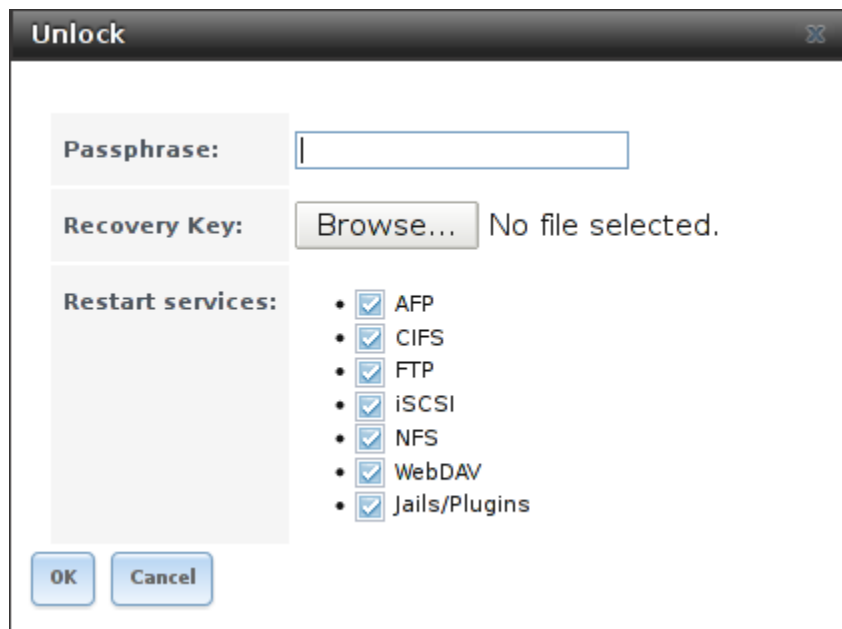 Unlock
Passphrase:
Recovery Key: Browse... No file selected.
Restart services:
• AFP
• CIFS
• FTP
• iSCSI
• NFS
• WebDAV
• Jails/Plugins
OK Cancel